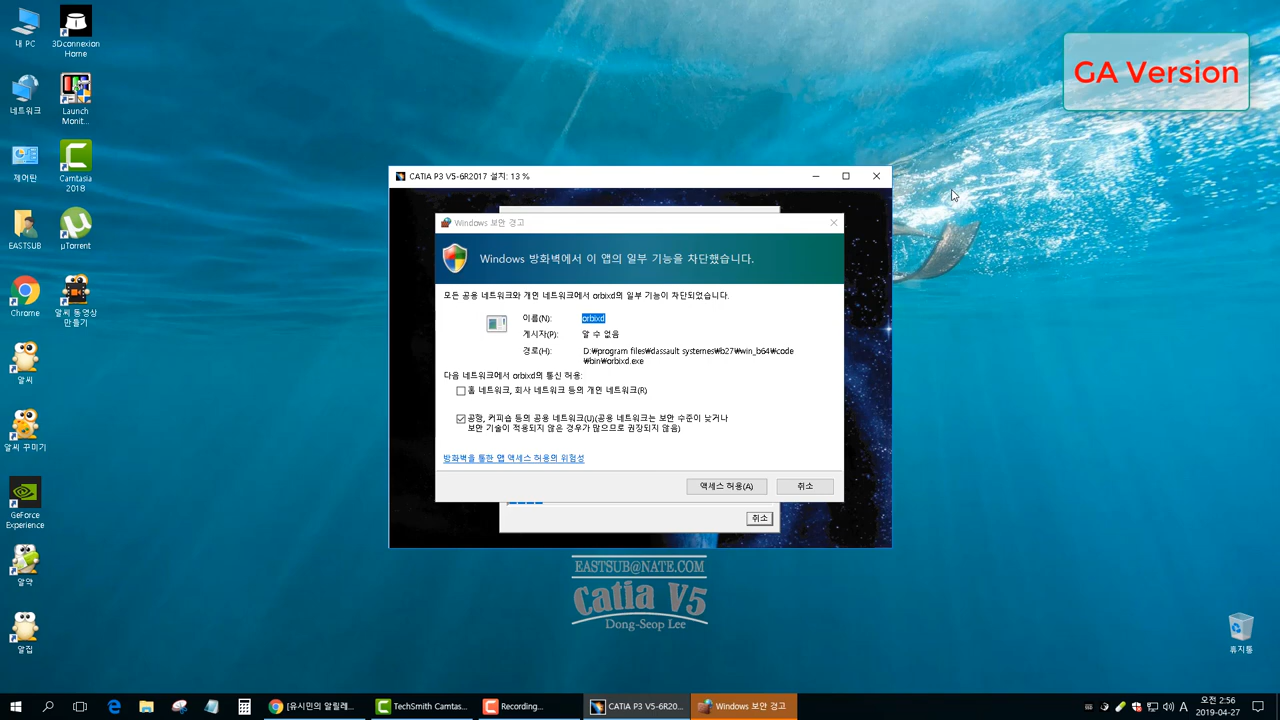 내 PC
3Dconnexion
Home
네트워크
Launch
Monit...
제어판
Camtasia
2018
EASTSUB
µTorrent
Chrome
알씨 동영상
만들기
알씨
알씨 꾸미기
GeForce
Experience
알약
알집
GA Version
CATIA P3 V5-6R2017 설치: 13 %
Windows 보안 경고
Windows 방화벽에서 이 앱의 일부 기능을 차단했습니다.
모든 공용 네트워크와 개인 네트워크에서 orbixd의 일부 기능이 차단되었습니다.
이름(N): orbixd
게시자(P): 알 수 없음
경로(H): D:₩program files₩dassault systemes₩b27₩win_b64₩code
₩bin₩orbixd.exe
다음 네트워크에서 orbixd의 통신 허용:
홈 네트워크, 회사 네트워크 등의 개인 네트워크(R)
공항, 커피숍 등의 공용 네트워크(U)(공용 네트워크는 보안 수준이 낮거나
보안 기술이 적용되지 않은 경우가 많으므로 권장되지 않음)
방화벽을 통한 앱 액세스 허용의 위험성
액세스 허용(A) 취소
취소
EASTSUB@NATE.COM
Catia V5
Dong-Seop Lee
휴지통
[유시민의 알릴레...
TechSmith Camtas...
Recording...
CATIA P3 V5-6R20...
Windows 보안 경고
A
오전 2:56
2019-04-27